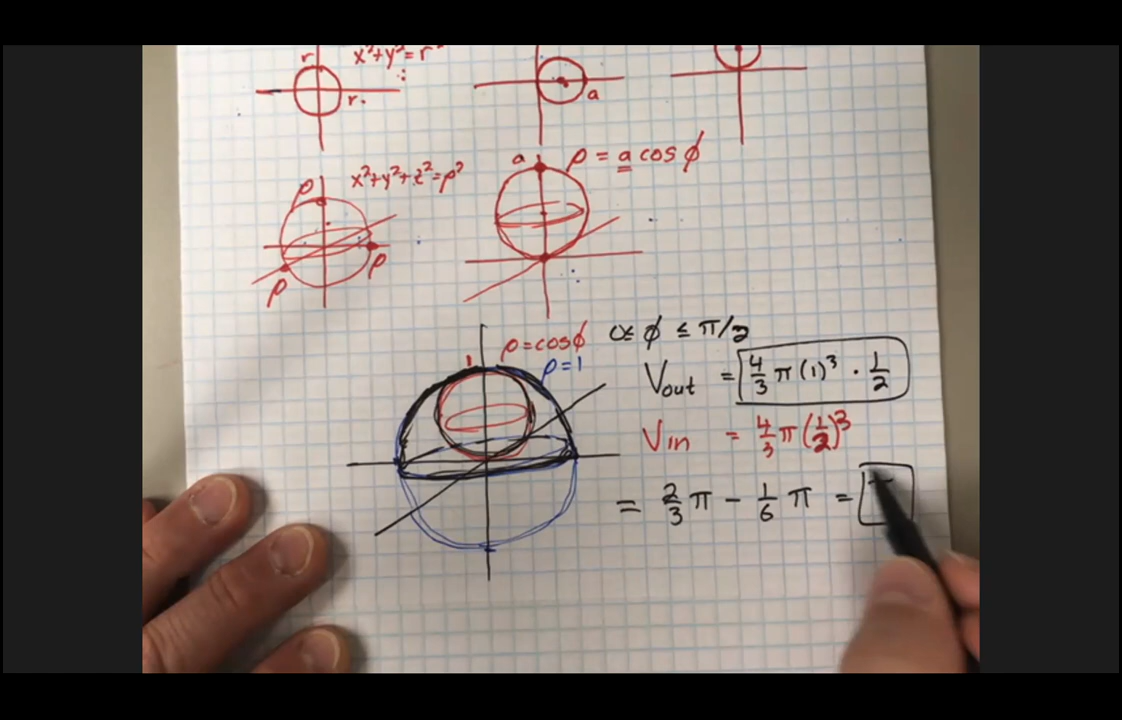 r x²+y²=r²
r.
a
a ρ = a cos φ
ρ x²+y²+z²=ρ²
ρ
ρ
1 ρ=cosφ 0≤ φ ≤ π/2
ρ=1
Vout = 4/3 π (1)³ · 1/2
Vin = 4/3 π (1/2)³
= 2/3 π - 1/6 π =